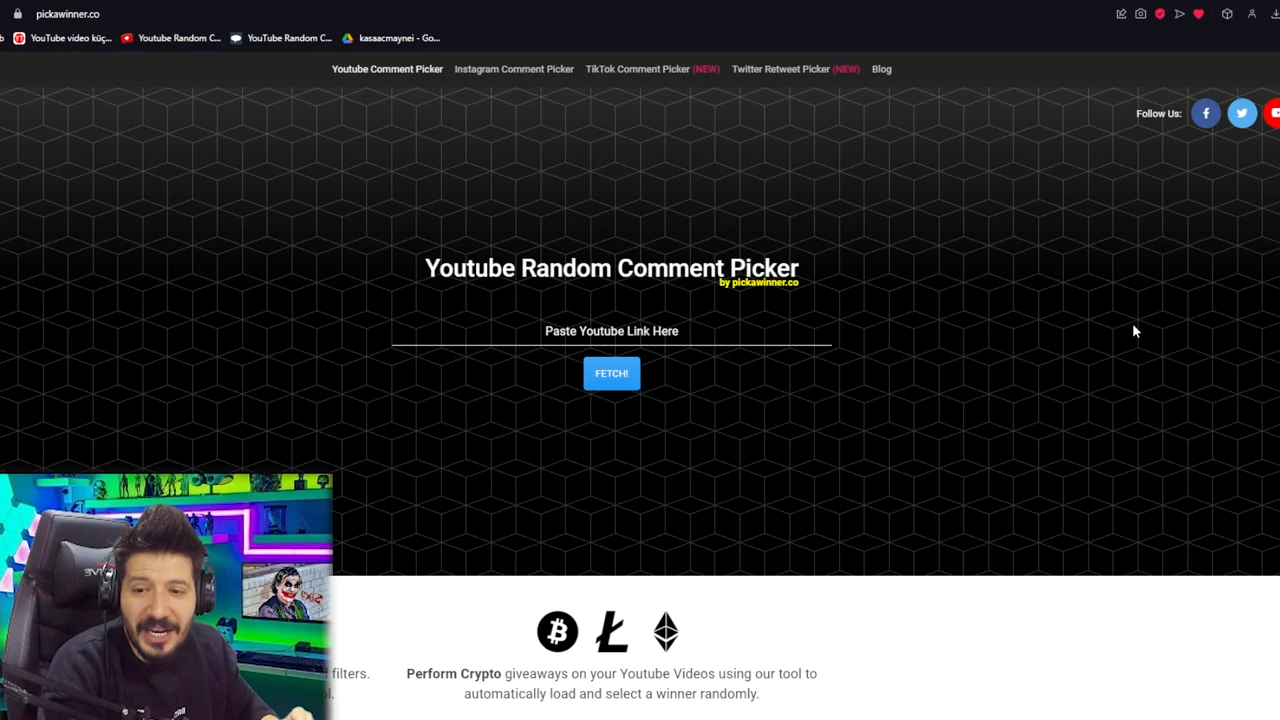 pickawinner.co
YouTube video küç... YouTube Random C... YouTube Random C... kasaacmaynei - Go...
Youtube Comment Picker Instagram Comment Picker TikTok Comment Picker (NEW) Twitter Retweet Picker (NEW) Blog
Follow Us:
Youtube Random Comment Picker
by pickawinner.co
Paste Youtube Link Here
FETCH!
filters.
Perform Crypto giveaways on your Youtube Videos using our tool to
automatically load and select a winner randomly.